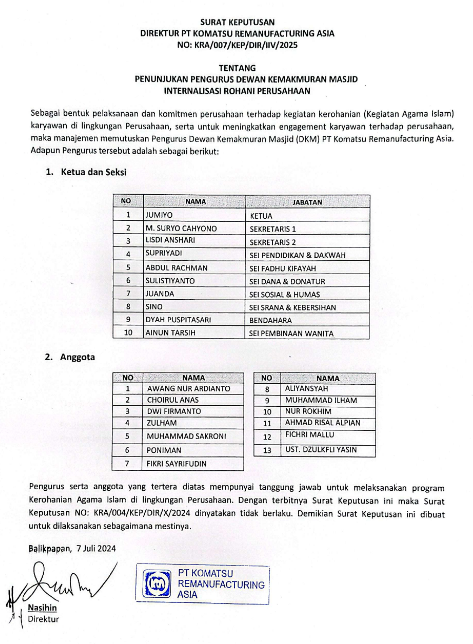 SURAT KEPUTUSAN
DIREKTUR PT KOMATSU REMANUFACTURING ASIA
NO: KRA/007/KEP/DIR/IIV/2025
TENTANG
PENUNJUKAN PENGURUS DEWAN KEMAKMURAN MASJID
INTERNALISASI ROHANI PERUSAHAAN
Sebagai bentuk pelaksanaan dan komitmen perusahaan terhadap kegiatan kerohanian (Kegiatan Agama Islam)
karyawan di lingkungan Perusahaan, serta untuk meningkatkan engagement karyawan terhadap perusahaan,
maka manajemen memutuskan Pengurus Dewan Kemakmuran Masjid (DKM) PT Komatsu Remanufacturing Asia.
Adapun Pengurus tersebut adalah sebagai berikut:
1. Ketua dan Seksi
NO NAMA JABATAN
1 JUMIYO KETUA
2 M. SURYO CAHYONO SEKRETARIS 1
3 LISDI ANSHARI SEKRETARIS 2
4 SUPRIYADI SEI PENDIDIKAN & DAKWAH
5 ABDUL RACHMAN SEI FADHU KIFAYAH
6 SULISTIYANTO SEI DANA & DONATUR
7 JUANDA SEI SOSIAL & HUMAS
8 SINO SEI SRANA & KEBERSIHAN
9 DYAH PUSPITASARI BENDAHARA
10 AINUN TARSIH SEI PEMBINAAN WANITA
2. Anggota
NO NAMA
1 AWANG NUR ARDIANTO
2 CHOIRUL ANAS
3 DWI FIRMANTO
4 ZULHAM
5 MUHAMMAD SAKRONI
6 PONIMAN
7 FIKRI SAYRIFUDIN
NO NAMA
8 ALIYANSYAH
9 MUHAMMAD ILHAM
10 NUR ROKHIM
11 AHMAD RISAL ALPIAN
12 FICHRI MALLU
13 UST. DZULKFLI YASIN
Pengurus serta anggota yang tertera diatas mempunyai tanggung jawab untuk melaksanakan program
Kerohanian Agama Islam di lingkungan Perusahaan. Dengan terbitnya Surat Keputusan ini maka Surat
Keputusan NO: KRA/004/KEP/DIR/X/2024 dinyatakan tidak berlaku. Demikian Surat Keputusan ini dibuat
untuk dilaksanakan sebagaimana mestinya.
Balikpapan, 7 Juli 2024
PT KOMATSU
REMANUFACTURING
ASIA
Nasihin
Direktur